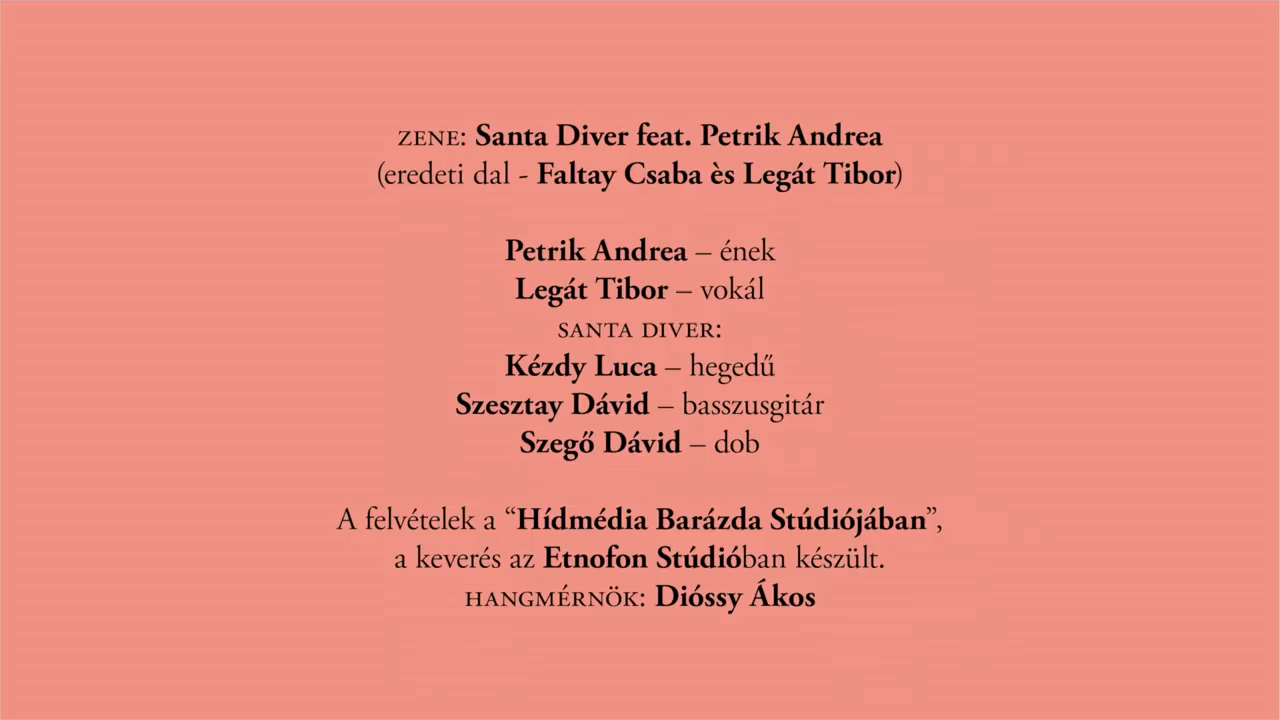 ZENE: Santa Diver feat. Petrik Andrea
(eredeti dal - Faltay Csaba ès Legát Tibor)
Petrik Andrea – ének
Legát Tibor – vokál
SANTA DIVER:
Kézdy Luca – hegedű
Szesztay Dávid – basszusgitár
Szegő Dávid – dob
A felvételek a “Hídmédia Barázda Stúdiójában”,
a keverés az Etnofon Stúdióban készült.
HANGMÉRNÖK: Dióssy Ákos